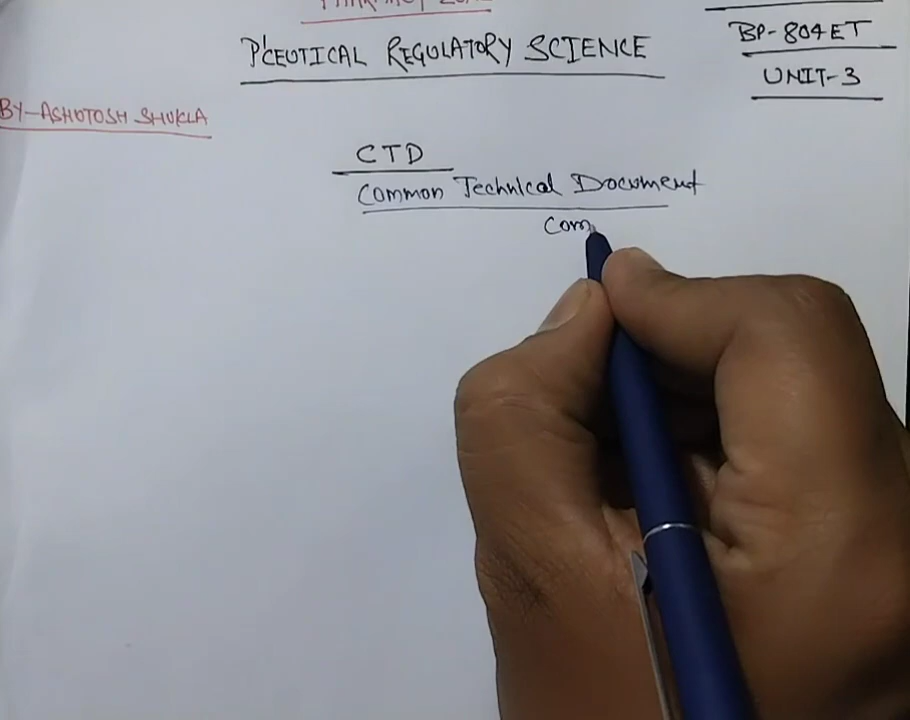 P'CEUTICAL REGULATORY SCIENCE
BP-804ET
UNIT-3
BY-ASHUTOSH SHUKLA
CTD
Common Technical Document
Com